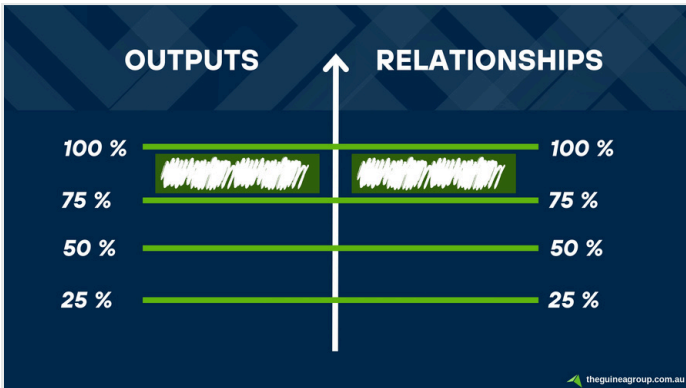 OUTPUTS RELATIONSHIPS
100 % 100 %
75 % 75 %
50 % 50 %
25 % 25 %
theguineagroup.com.au